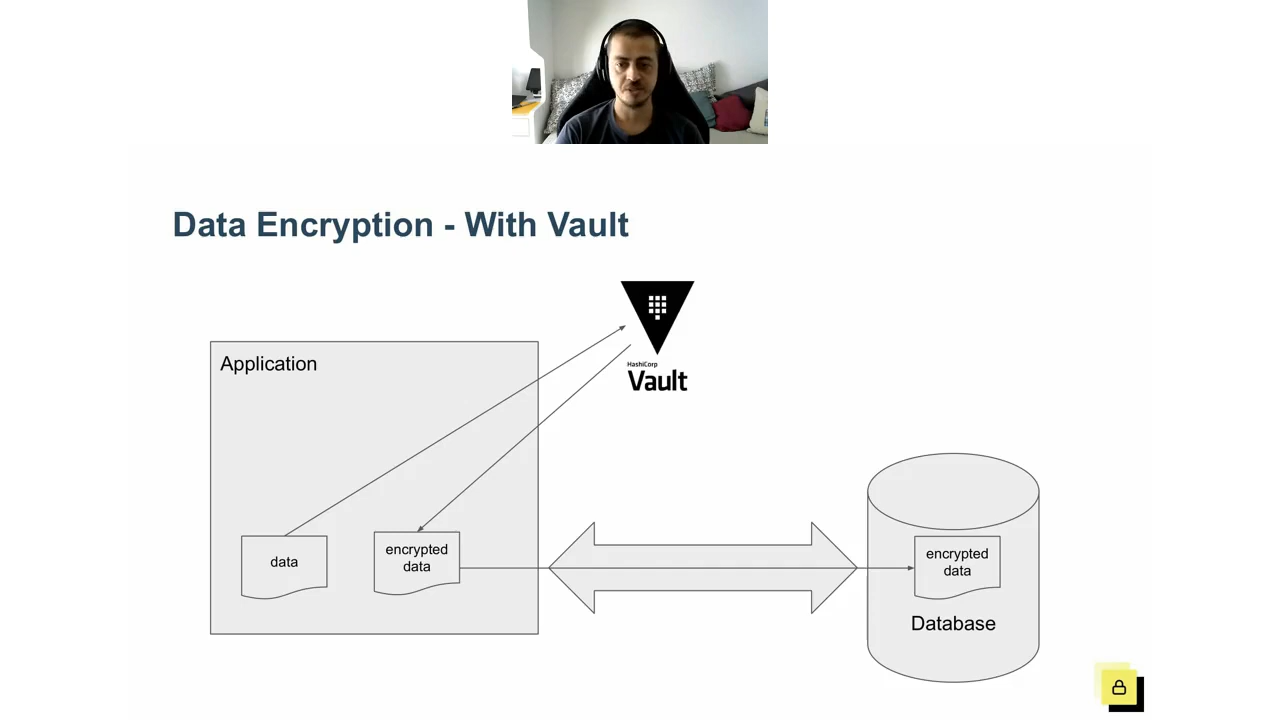 Data Encryption - With Vault
HashiCorp
Vault
Application
data
encrypted
data
encrypted
data
Database